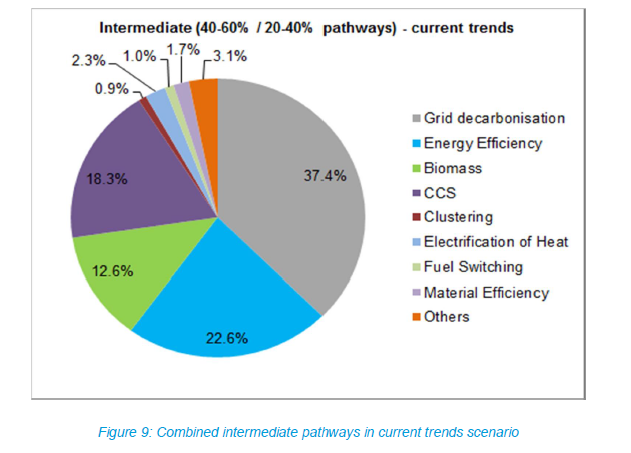 Intermediate (40-60% / 20-40% pathways) - current trends
2.3%
1.0%
1.7%
3.1%
0.9%
18.3%
37.4%
12.6%
22.6%
Grid decarbonisation
Energy Efficiency
Biomass
CCS
Clustering
Electrification of Heat
Fuel Switching
Material Efficiency
Others
Figure 9: Combined intermediate pathways in current trends scenario